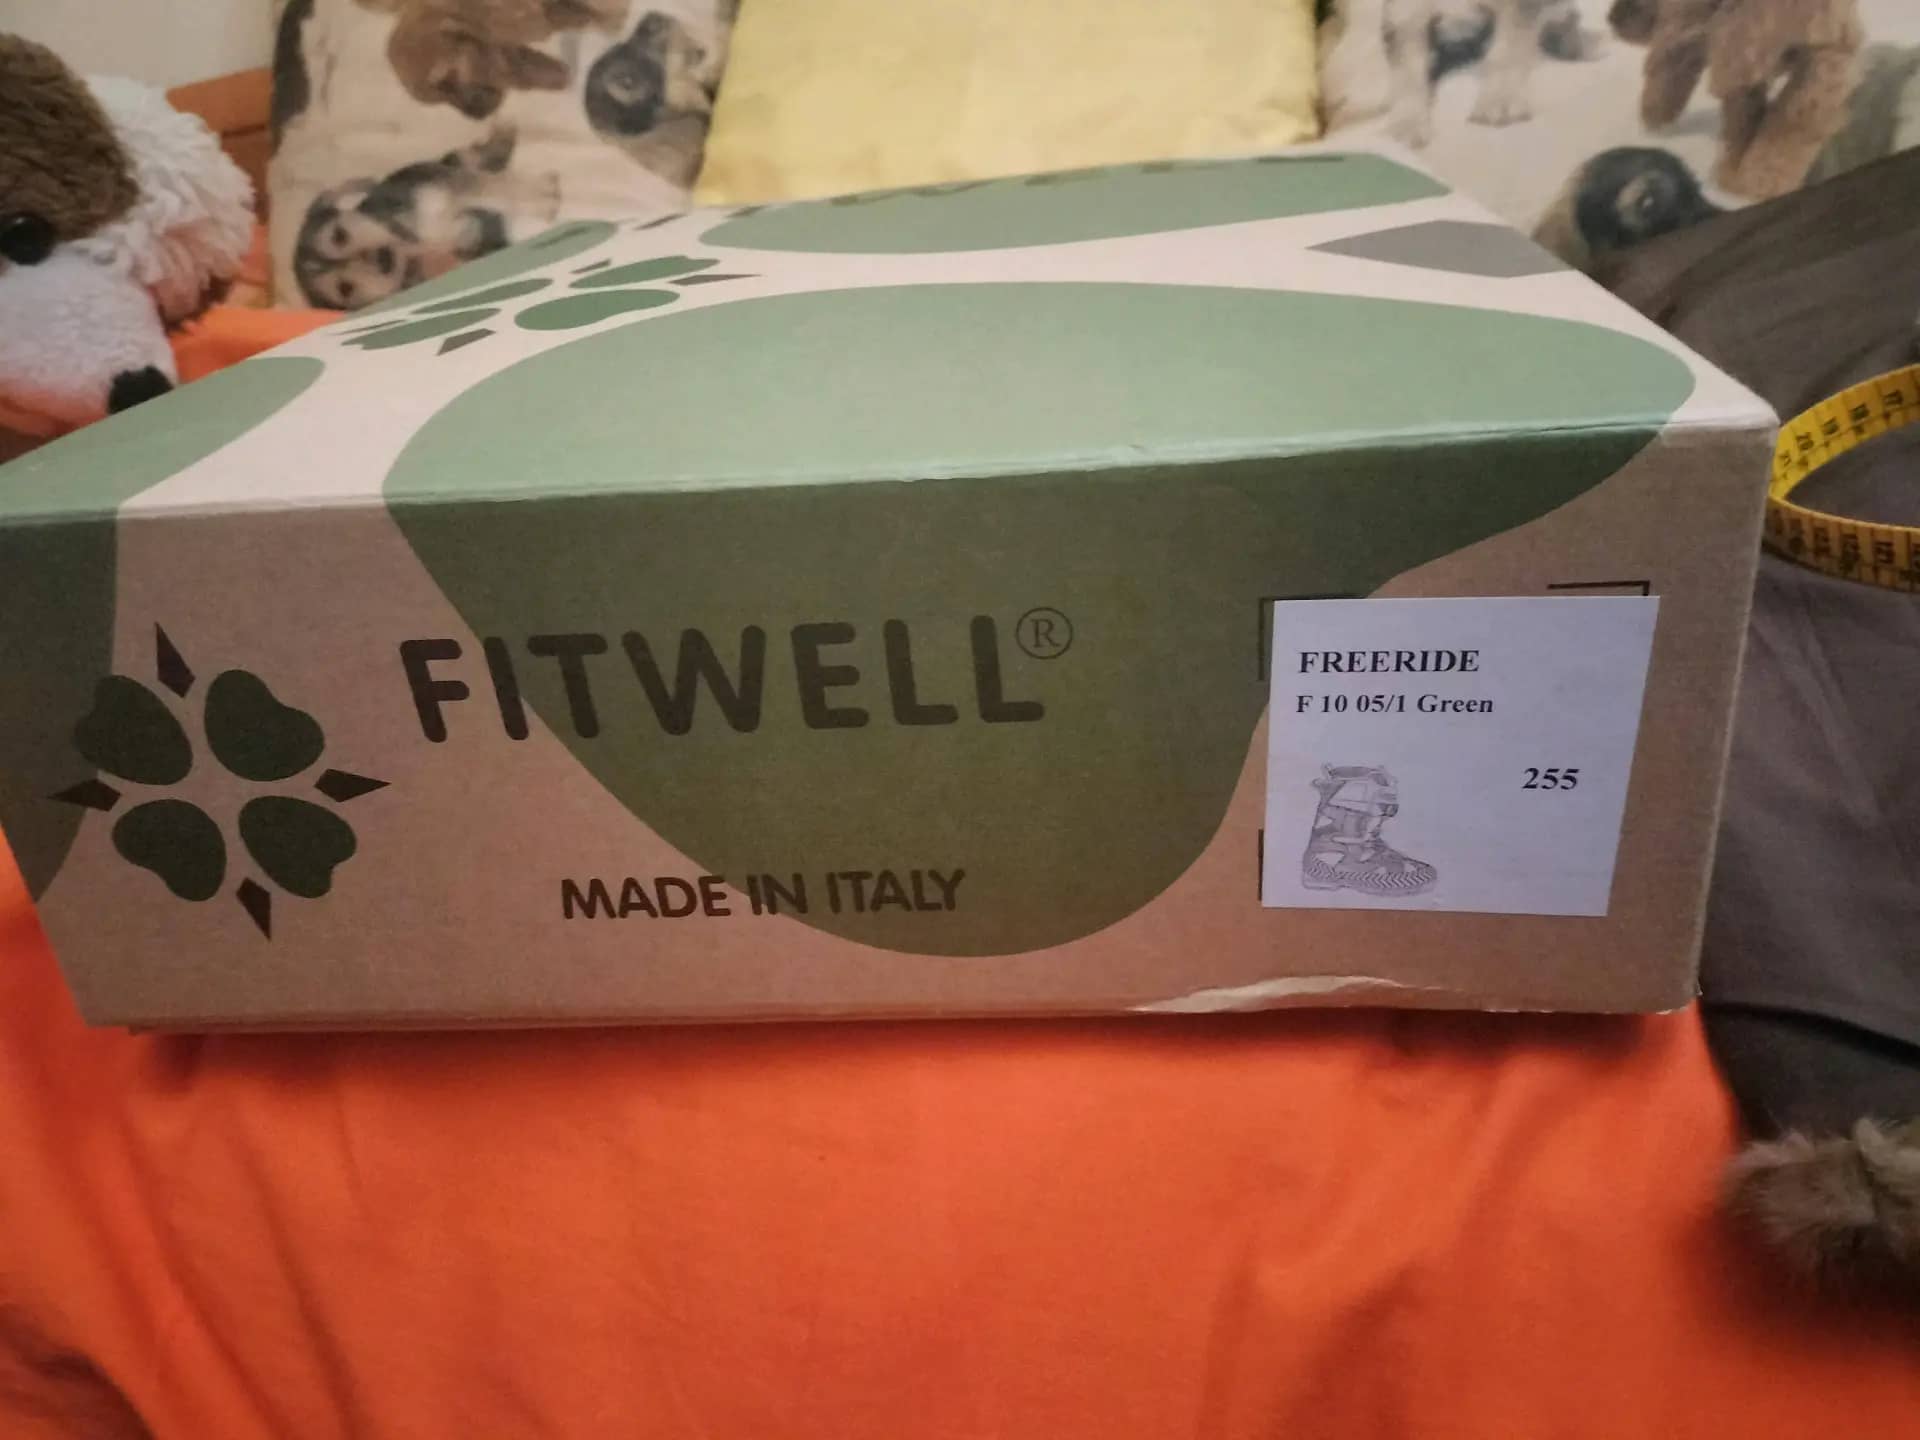 FITWELL®
MADE IN ITALY
FREERIDE
F 10 05/1 Green
255